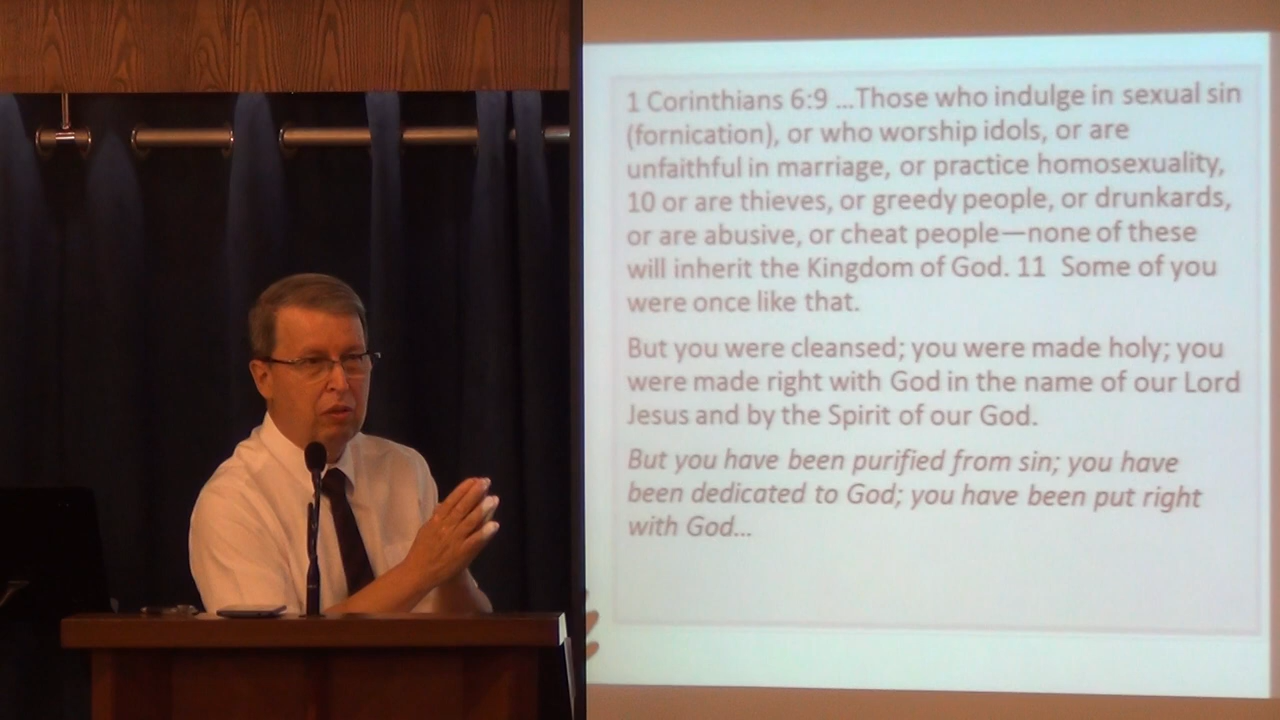 1 Corinthians 6:9 ...Those who indulge in sexual sin
(fornication), or who worship idols, or are
unfaithful in marriage, or practice homosexuality,
10 or are thieves, or greedy people, or drunkards,
or are abusive, or cheat people—none of these
will inherit the Kingdom of God. 11  Some of you
were once like that.
But you were cleansed; you were made holy; you
were made right with God in the name of our Lord
Jesus and by the Spirit of our God.
But you have been purified from sin; you have
been dedicated to God; you have been put right
with God...